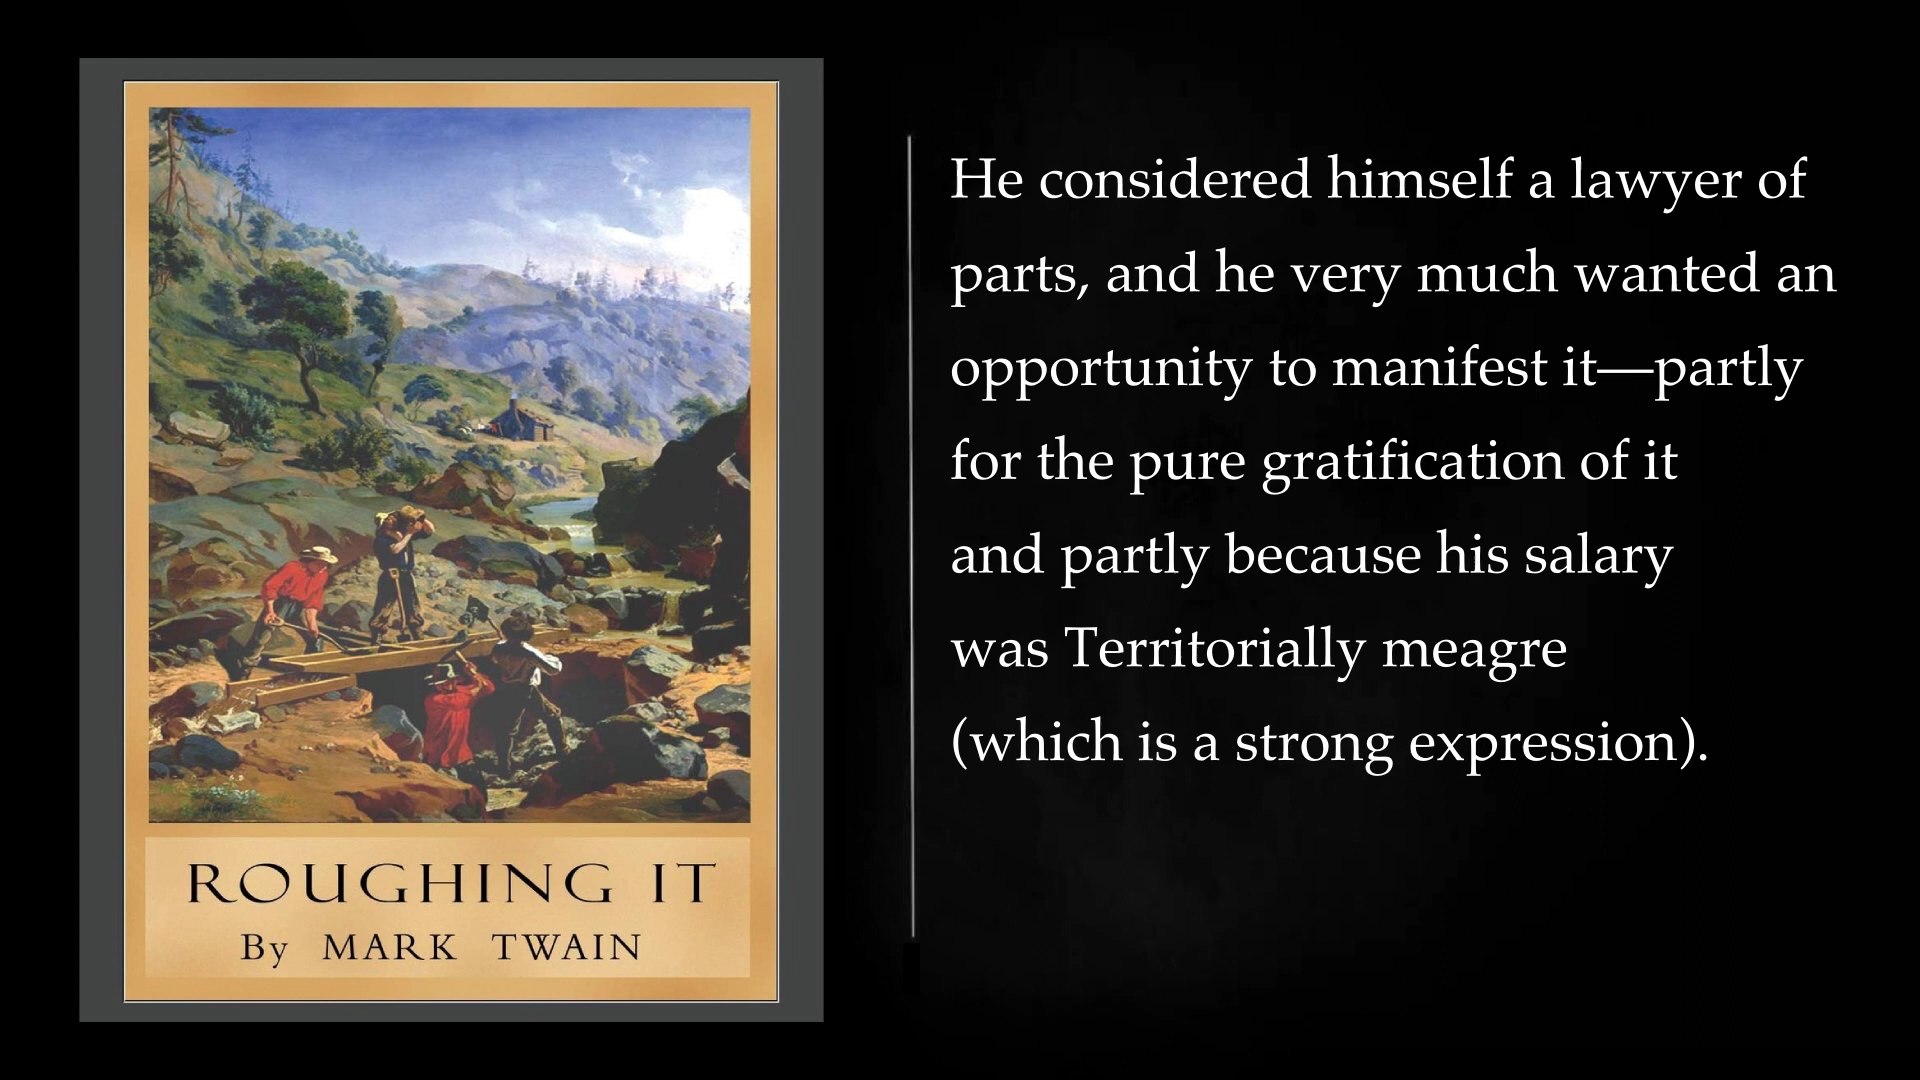 ROUGHING IT
By MARK TWAIN
He considered himself a lawyer of
parts, and he very much wanted an
opportunity to manifest it—partly
for the pure gratification of it
and partly because his salary
was Territorially meagre
(which is a strong expression).